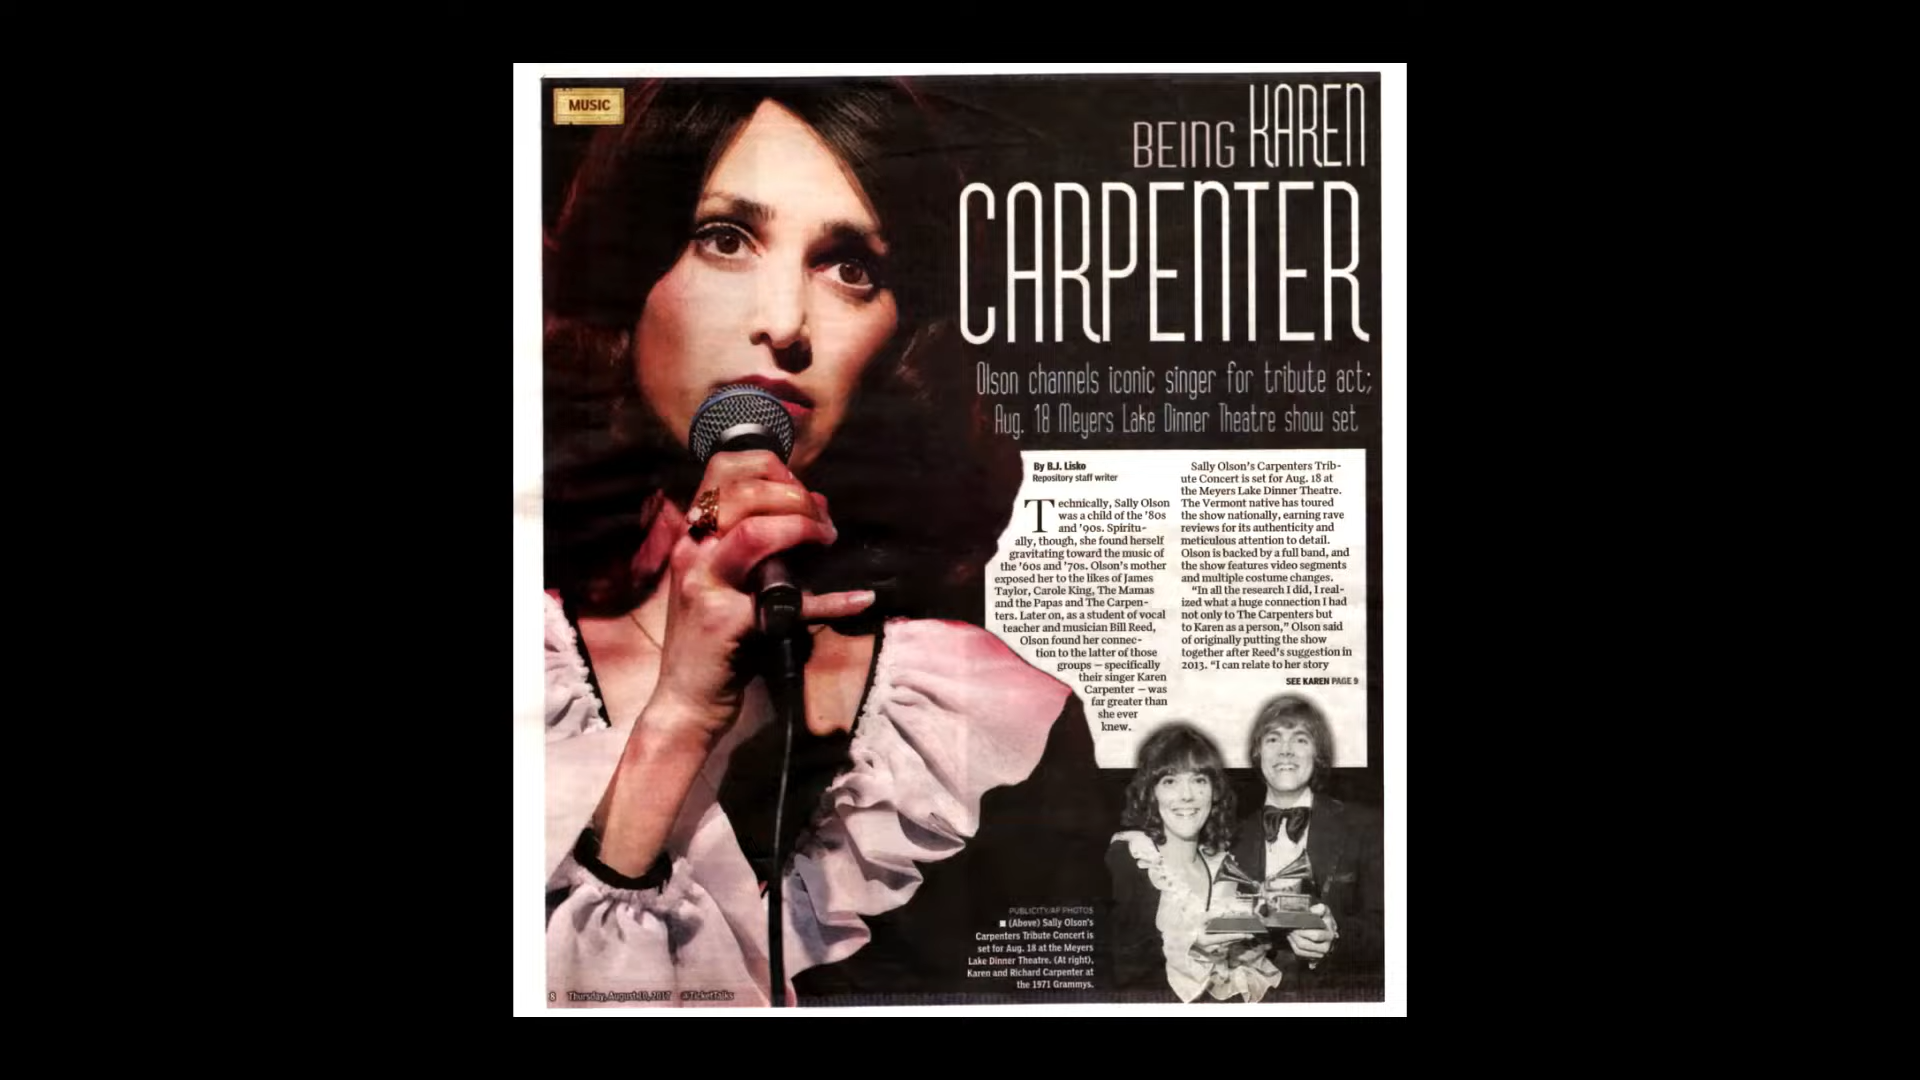 MUSIC
BEING KAREN
CARPENTER
Olson channels iconic singer for tribute act;
Aug. 18 Meyers Lake Dinner Theatre show set
By B.J. Lisko
Repository staff writer
Technically, Sally Olson
was a child of the '80s
and '90s. Spiritu-
ally, though, she found herself
gravitating toward the music of
the '60s and '70s. Olson's mother
exposed her to the likes of James
Taylor, Carole King, The Mamas
and the Papas and The Carpen-
ters. Later on, as a student of vocal
teacher and musician Bill Reed,
Olson found her connec-
tion to the latter of those
groups — specifically
their singer Karen
Carpenter — was
far greater than
she ever
knew.
Sally Olson's Carpenters Trib-
ute Concert is set for Aug. 18 at
the Meyers Lake Dinner Theatre.
The Vermont native has toured
the show nationally, earning rave
reviews for its authenticity and
meticulous attention to detail.
Olson is backed by a full band, and
the show features video segments
and multiple costume changes.
"In all the research I did, I real-
ized what a huge connection I had
not only to The Carpenters but
to Karen as a person," Olson said
of originally putting the show
together after Reed's suggestion in
2013. "I can relate to her story
SEE KAREN PAGE 9
PUBLICITY/AP PHOTOS
■ (Above) Sally Olson's
Carpenters Tribute Concert is
set for Aug. 18 at the Meyers
Lake Dinner Theatre. (At right),
Karen and Richard Carpenter at
the 1971 Grammys.
8 Thursday, August 10, 2017 @TicketTalks